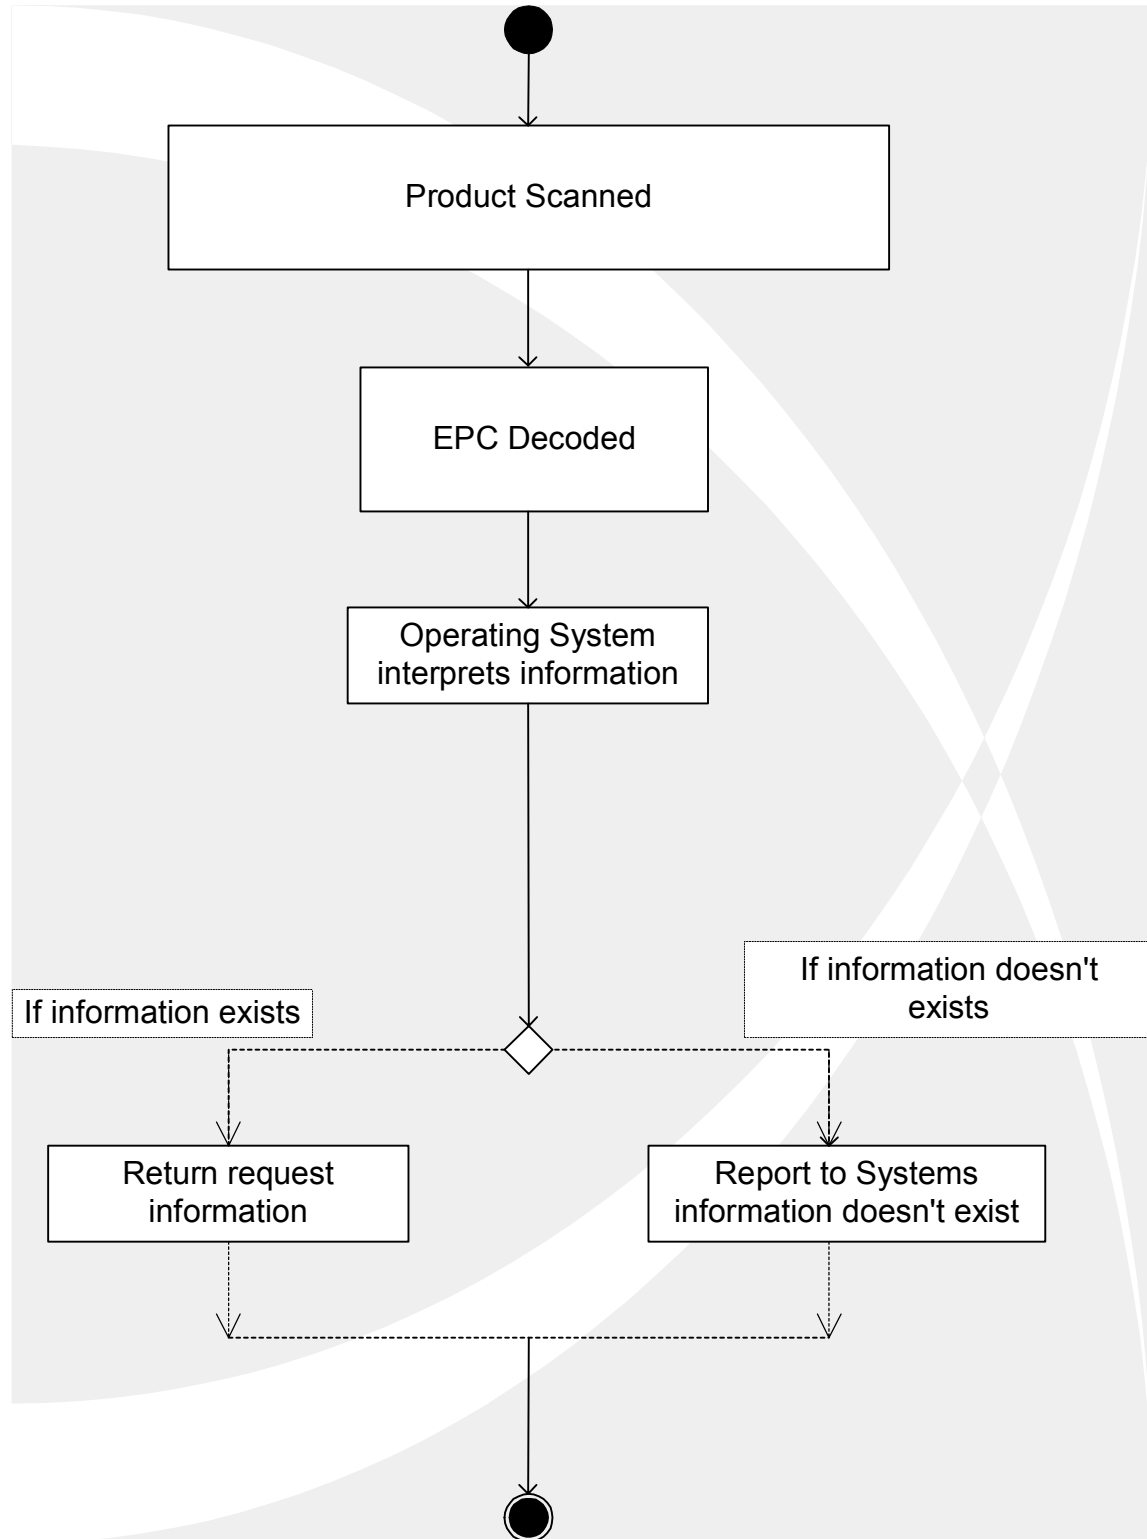 Product Scanned
EPC Decoded
Operating System
interprets information
If information doesn't
exists
If information exists
Return request
information
Report to Systems
information doesn't exist